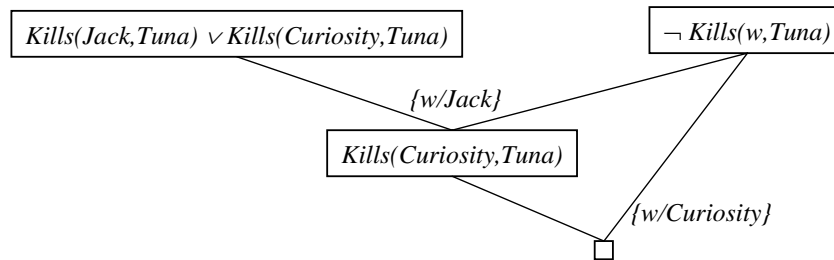 Kills(Jack,Tuna) ∨ Kills(Curiosity,Tuna)
¬ Kills(w,Tuna)
{w/Jack}
Kills(Curiosity,Tuna)
{w/Curiosity}